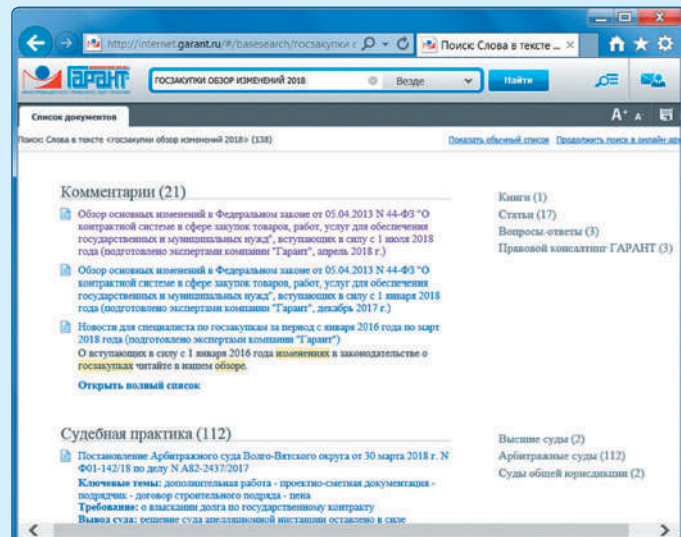 http://internet.garant.ru/#/basesearch/госзакупки с
Поиск: Слова в тексте ...
ГАРАНТ
ГОСЗАКУПКИ ОБЗОР ИЗМЕНЕНИЙ 2018
Везде
Найти
Список документов
Поиск: Слова в тексте <госзакупки обзор изменений 2018> (138)
Показать обычный список Продолжить поиск в онлайн-ар
Комментарии (21)
Обзор основных изменений в Федеральном законе от 05.04.2013 N 44-ФЗ "О
контрактной системе в сфере закупок товаров, работ, услуг для обеспечения
государственных и муниципальных нужд", вступающих в силу с 1 июля 2018
года (подготовлено экспертами компании "Гарант", апрель 2018 г.)
Обзор основных изменений в Федеральном законе от 05.04.2013 N 44-ФЗ "О
контрактной системе в сфере закупок товаров, работ, услуг для обеспечения
государственных и муниципальных нужд", вступающих в силу с 1 января 2018
года (подготовлено экспертами компании "Гарант", декабрь 2017 г.)
Новости для специалиста по госзакупкам за период с января 2016 года по март
2018 года (подготовлено экспертами компании "Гарант")
О вступающих в силу с 1 января 2016 года изменениях в законодательстве о
госзакупках читайте в нашем обзоре.
Открыть полный список
Книги (1)
Статьи (17)
Вопросы-ответы (3)
Правовой консалтинг ГАРАНТ (3)
Судебная практика (112)
Постановление Арбитражного суда Волго-Вятского округа от 30 марта 2018 г. N
Ф01-142/18 по делу N А82-2437/2017
Ключевые темы: дополнительная работа - проектно-сметная документация -
подрядчик - договор строительного подряда - цена
Требование: о взыскании долга по государственному контракту
Вывод суда: решение суда апелляционной инстанции оставлено в силе
Высшие суды (2)
Арбитражные суды (112)
Суды общей юрисдикции (2)